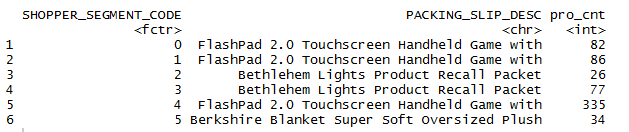 SHOPPER_SEGMENT_CODE PACKING_SLIP_DESC pro_cnt
<fctr> <chr> <int>
1 0 FlashPad 2.0 Touchscreen Handheld Game with 82
2 1 FlashPad 2.0 Touchscreen Handheld Game with 86
3 2 Bethlehem Lights Product Recall Packet 26
4 3 Bethlehem Lights Product Recall Packet 77
5 4 FlashPad 2.0 Touchscreen Handheld Game with 335
6 5 Berkshire Blanket Super Soft Oversized Plush 34